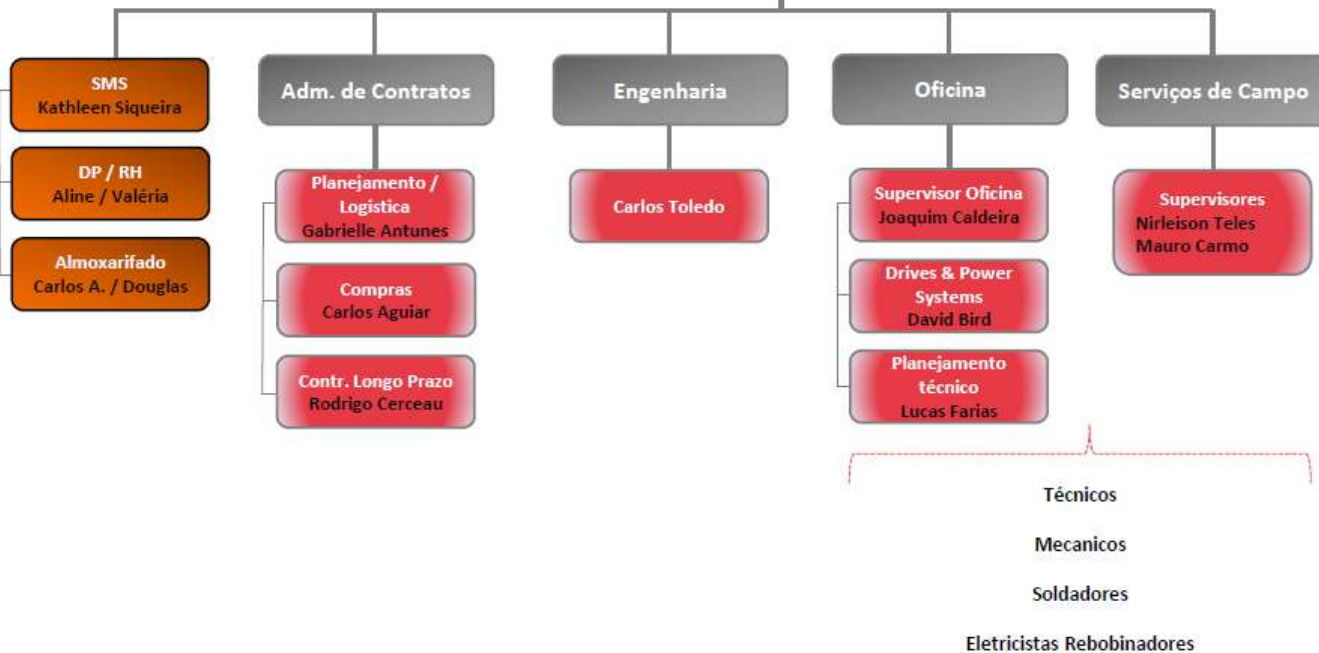 SMS
Kathleen Siqueira
DP / RH
Aline / Valéria
Almoxarifado
Carlos A. / Douglas
Adm. de Contratos
Planejamento /
Logistica
Gabrielle Antunes
Compras
Carlos Aguiar
Contr. Longo Prazo
Rodrigo Cerceau
Engenharia
Carlos Toledo
Oficina
Supervisor Oficina
Joaquim Caldeira
Drives & Power
Systems
David Bird
Planejamento
técnico
Lucas Farias
Serviços de Campo
Supervisores
Nirleison Teles
Mauro Carmo
Técnicos
Mecanicos
Soldadores
Eletricistas Rebobinadores